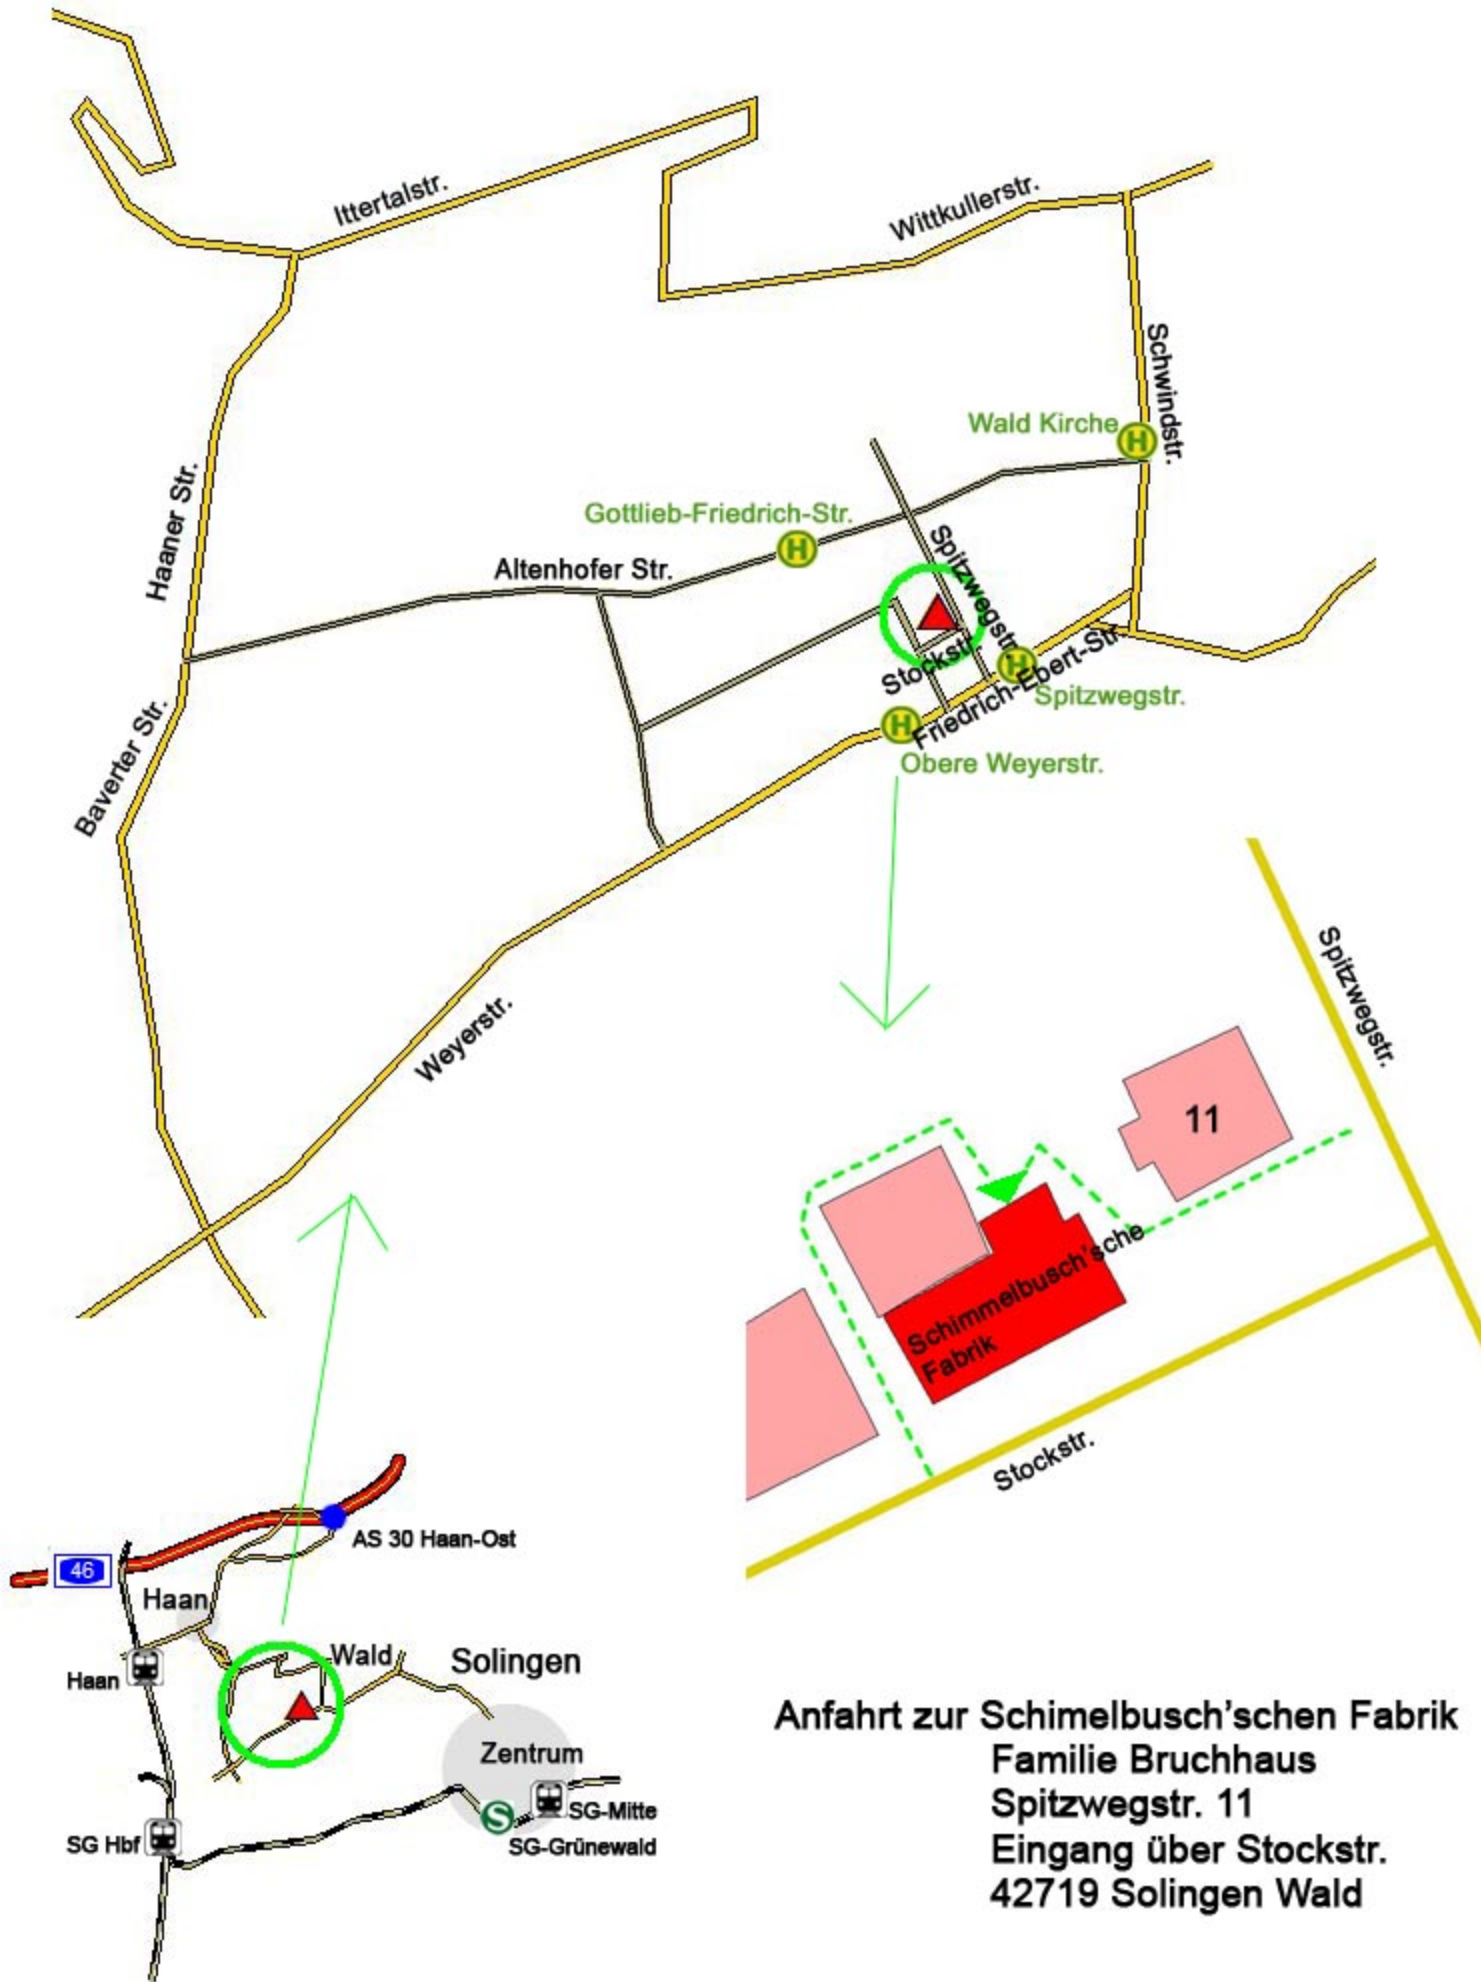 Ittertalstr.
Wittkullerstr.
Schwindstr.
Wald Kirche
H
Haaner Str.
Gottlieb-Friedrich-Str.
H
Altenhofer Str.
Spitzwegstr.
Stockstr.
H
Friedrich-Ebert-Str.
Spitzwegstr.
H
Obere Weyerstr.
Baverter Str.
Weyerstr.
Spitzwegstr.
11
Schimmelbusch'sche
Fabrik
Stockstr.
AS 30 Haan-Ost
46
Haan
Wald
Solingen
Haan
Zentrum
SG-Mitte
S
SG Hbf
SG-Grünewald
Anfahrt zur Schimelbusch'schen Fabrik
Familie Bruchhaus
Spitzwegstr. 11
Eingang über Stockstr.
42719 Solingen Wald